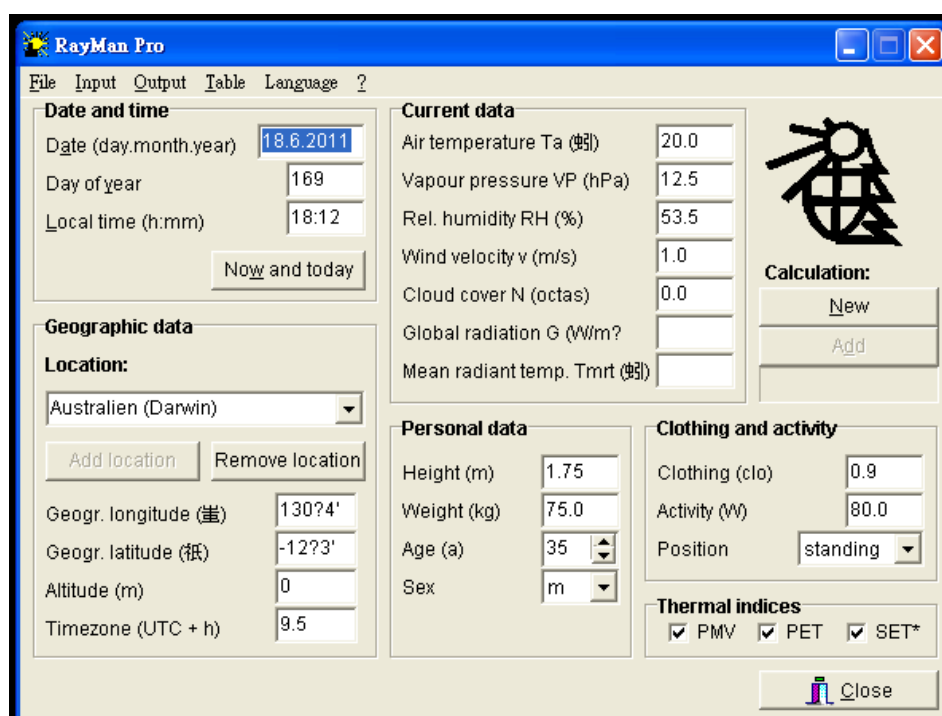 RayMan Pro
File Input Output Table Language ?
Date and time
Date (day.month.year) 18.6.2011
Day of year 169
Local time (h:mm) 18:12
Now and today
Geographic data
Location:
Australien (Darwin)
Add location Remove location
Geogr. longitude (蜑) 130?4'
Geogr. latitude (祇) -12?3'
Altitude (m) 0
Timezone (UTC + h) 9.5
Current data
Air temperature Ta (蚓) 20.0
Vapour pressure VP (hPa) 12.5
Rel. humidity RH (%) 53.5
Wind velocity v (m/s) 1.0
Cloud cover N (octas) 0.0
Global radiation G (W/m?
Mean radiant temp. Tmrt (蚓)
Calculation:
New
Add
Personal data
Height (m) 1.75
Weight (kg) 75.0
Age (a) 35
Sex m
Clothing and activity
Clothing (clo) 0.9
Activity (W) 80.0
Position standing
Thermal indices
PMV PET SET*
Close